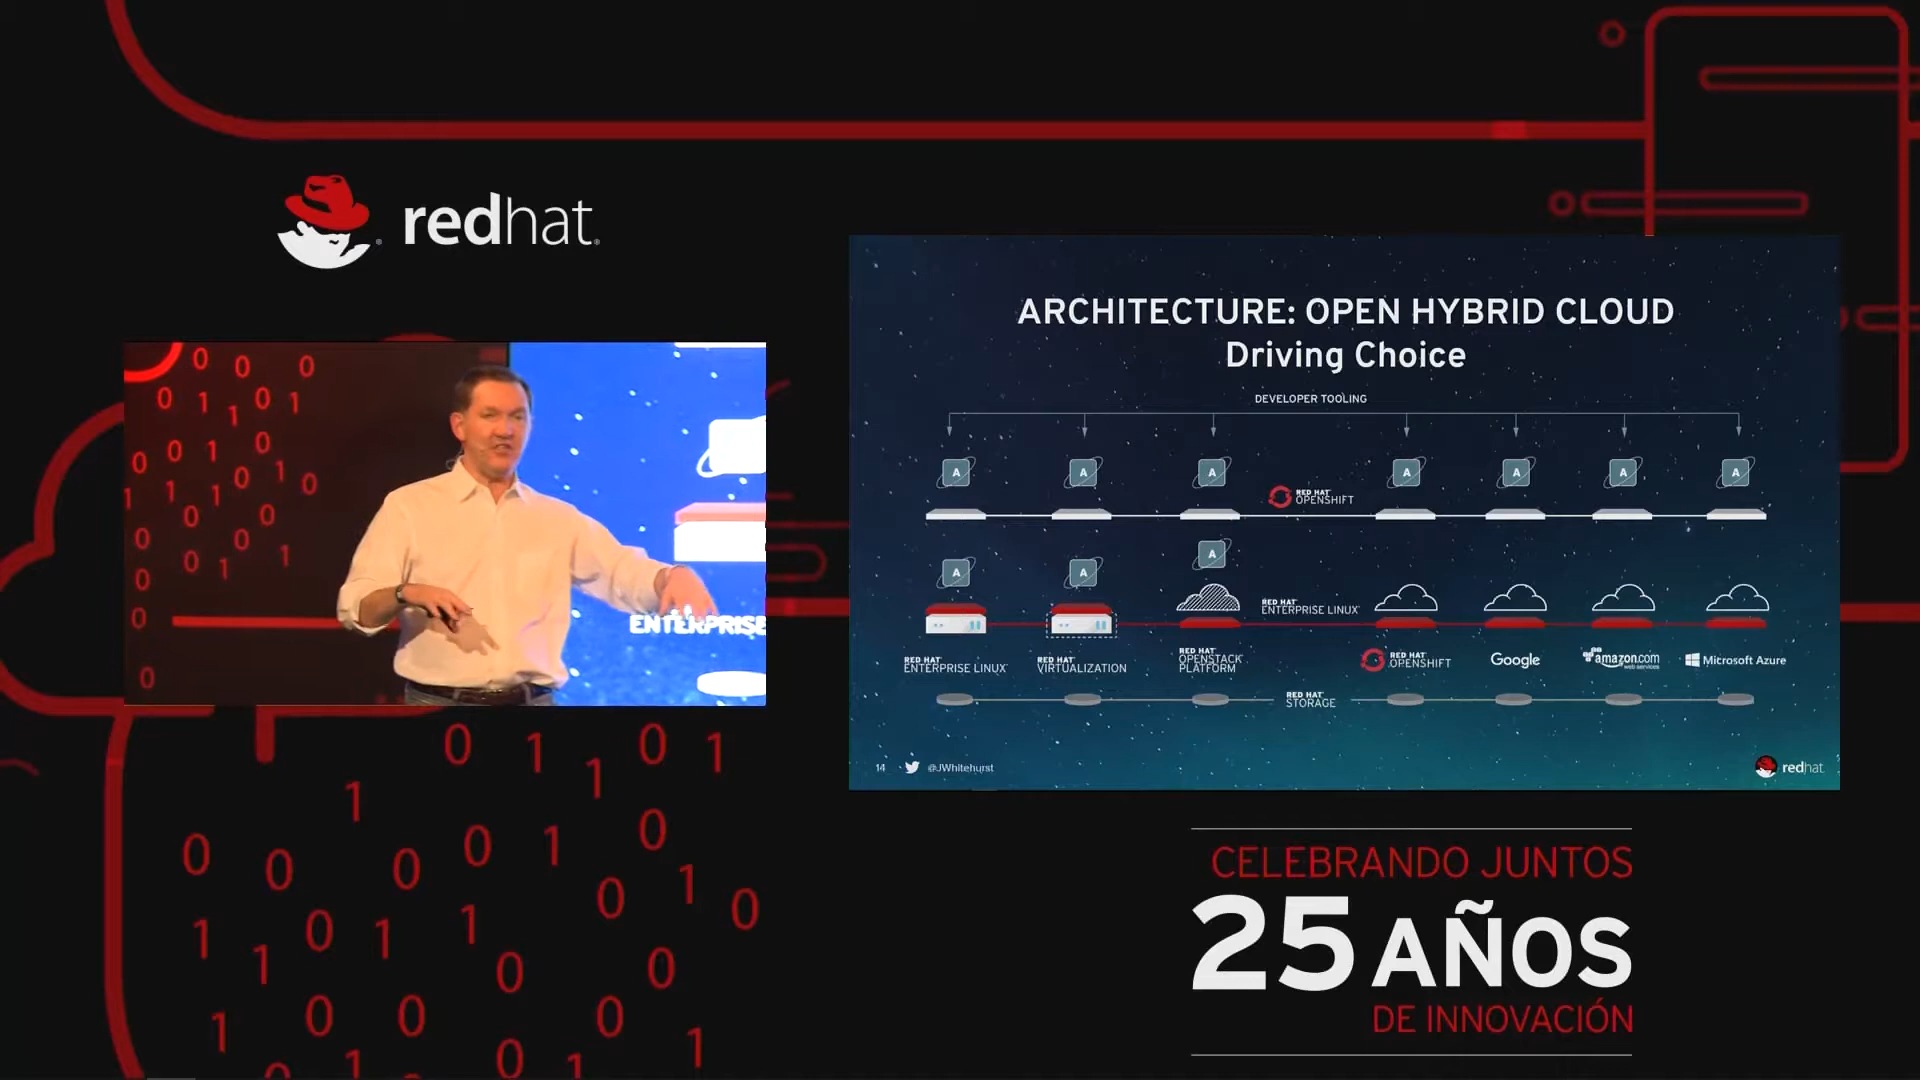 redhat
ENTERPRISE
ARCHITECTURE: OPEN HYBRID CLOUD
Driving Choice
DEVELOPER TOOLING
A A A A A A A
RED HAT
OPENSHIFT
A
A A
RED HAT
ENTERPRISE LINUX
RED HAT
ENTERPRISE LINUX
RED HAT
VIRTUALIZATION
RED HAT
OPENSTACK
PLATFORM
RED HAT
OPENSHIFT
Google
amazon.com
web services
Microsoft Azure
RED HAT
STORAGE
14 @JWhitehurst
redhat
CELEBRANDO JUNTOS
25 AÑOS
DE INNOVACIÓN